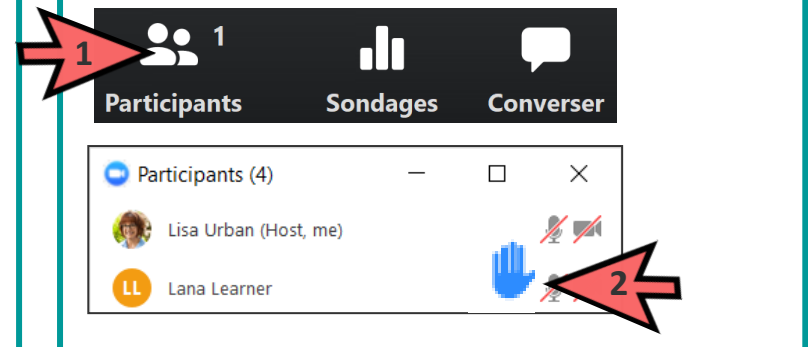 1
1
Participants Sondages Converser
Participants (4)
Lisa Urban (Host, me)
LL Lana Learner
2